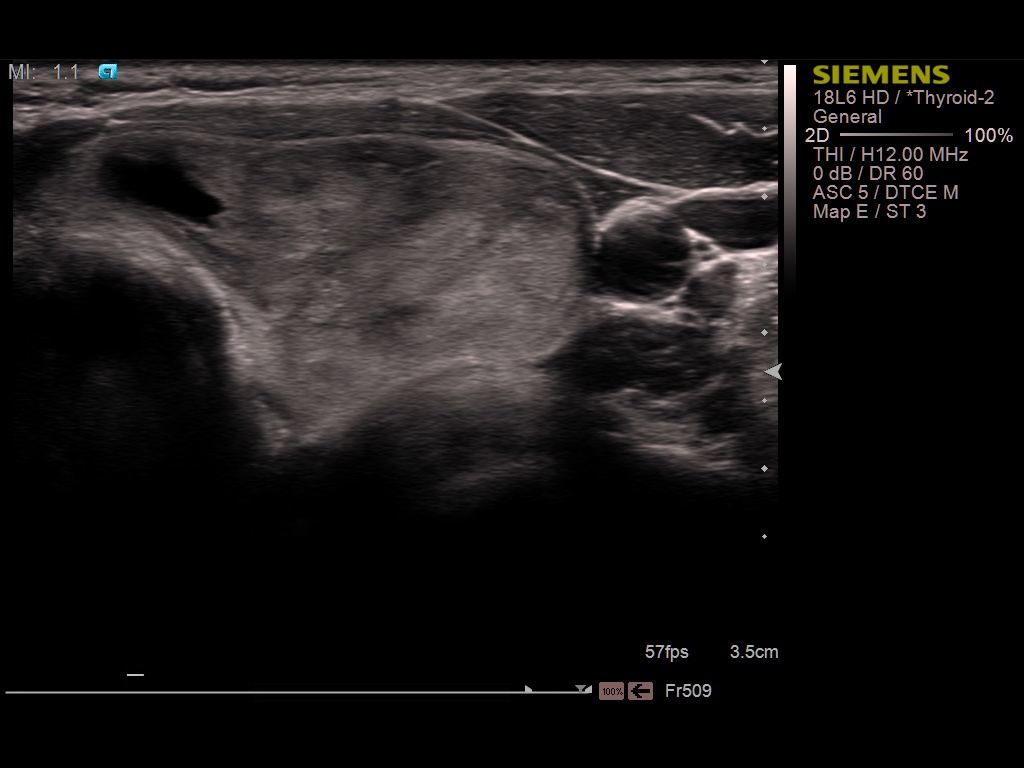 MI: 1.1
SIEMENS
18L6 HD / *Thyroid-2
General
2D 100%
THI / H12.00 MHz
0 dB / DR 60
ASC 5 / DTCE M
Map E / ST 3
57fps 3.5cm
100% Fr509